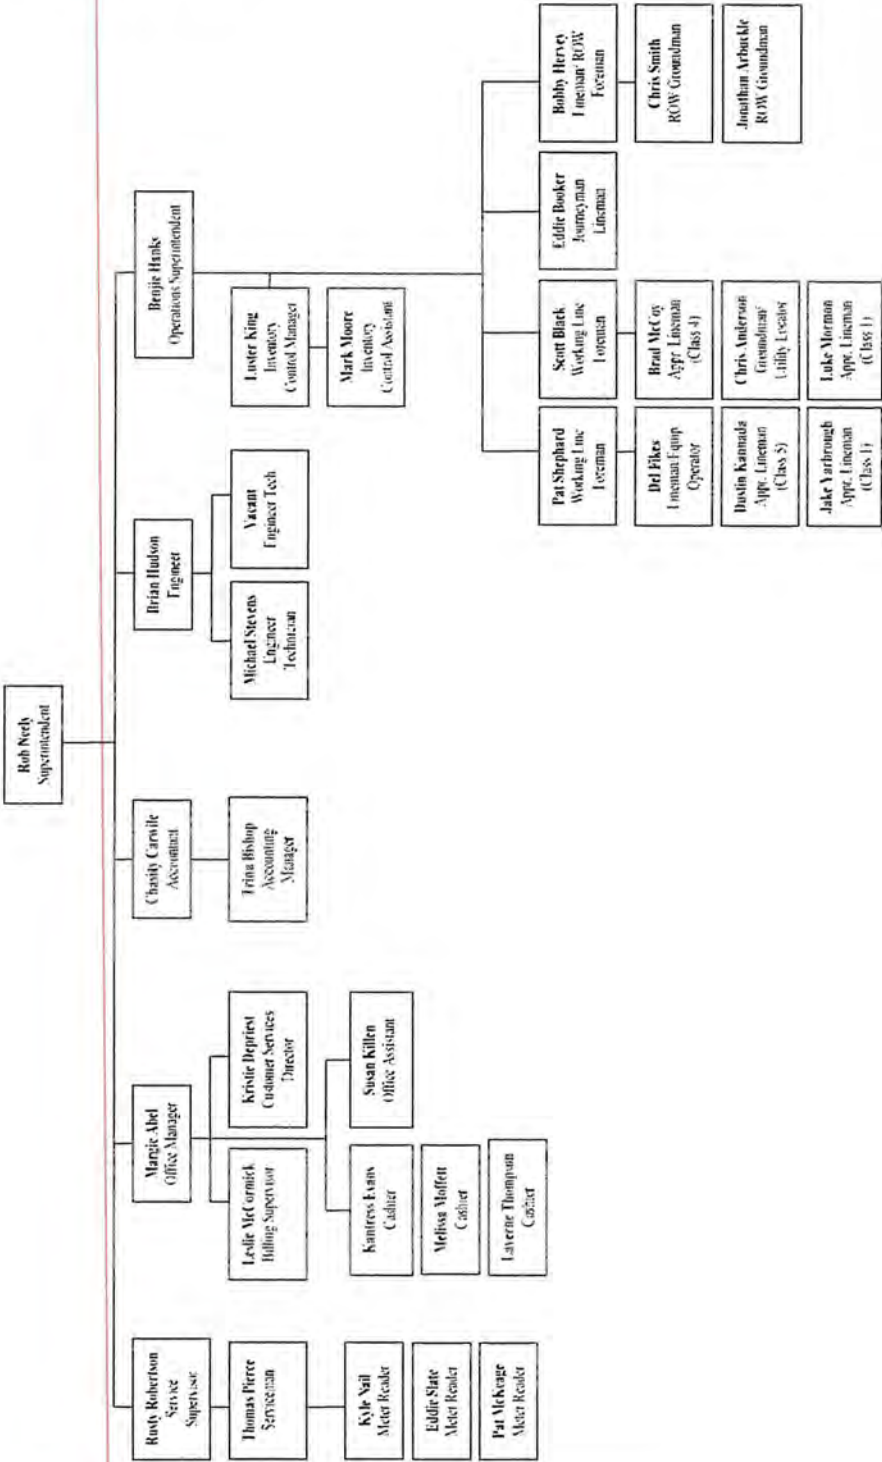 Rob Neely
Superintendent
Rusty Robertson
Service
Supervisor
Margie Abel
Office Manager
Chasity Carwile
Accountant
Brian Hudson
Engineer
Benjie Hanks
Operations Superintendent
Thomas Pierce
Serviceman
Kyle Nail
Meter Reader
Eddie Slate
Meter Reader
Pat McKeage
Meter Reader
Leslie McCormick
Billing Supervisor
Kristie Depriest
Customer Services
Director
Kantress Evans
Cashier
Melissa Moffett
Cashier
Laverne Thompson
Cashier
Susan Killen
Office Assistant
Trina Bishop
Accounting
Manager
Michael Stevens
Engineer
Technician
Vacant
Engineer Tech
Luster King
Inventory
Control Manager
Mark Moore
Inventory
Control Assistant
Pat Shephard
Working Line
Foreman
Del Fikes
Lineman/Equip
Operator
Dustin Kannada
Appr. Lineman
(Class 5)
Jake Yarbrough
Appr. Lineman
(Class 1)
Scott Black
Working Line
Foreman
Brad McCoy
Appr Lineman
(Class 4)
Chris Anderson
Groundman/
Utility Locator
Luke Mormon
Appr. Lineman
(Class 1)
Eddie Booker
Journeyman
Lineman
Bobby Hervey
Lineman/ ROW
Foreman
Chris Smith
ROW Groundman
Jonathan Arbuckle
ROW Groundman